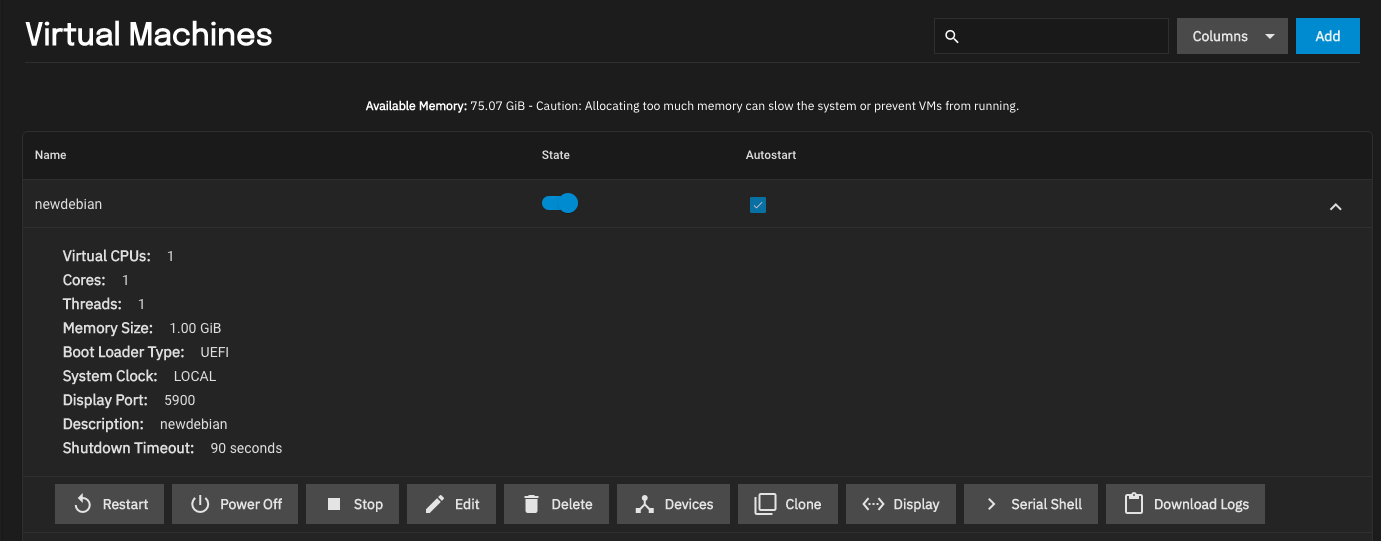 Virtual Machines
Columns
Add
Available Memory: 75.07 GiB - Caution: Allocating too much memory can slow the system or prevent VMs from running.
Name State Autostart
newdebian
Virtual CPUs: 1
Cores: 1
Threads: 1
Memory Size: 1.00 GiB
Boot Loader Type: UEFI
System Clock: LOCAL
Display Port: 5900
Description: newdebian
Shutdown Timeout: 90 seconds
Restart Power Off Stop Edit Delete Devices Clone Display Serial Shell Download Logs